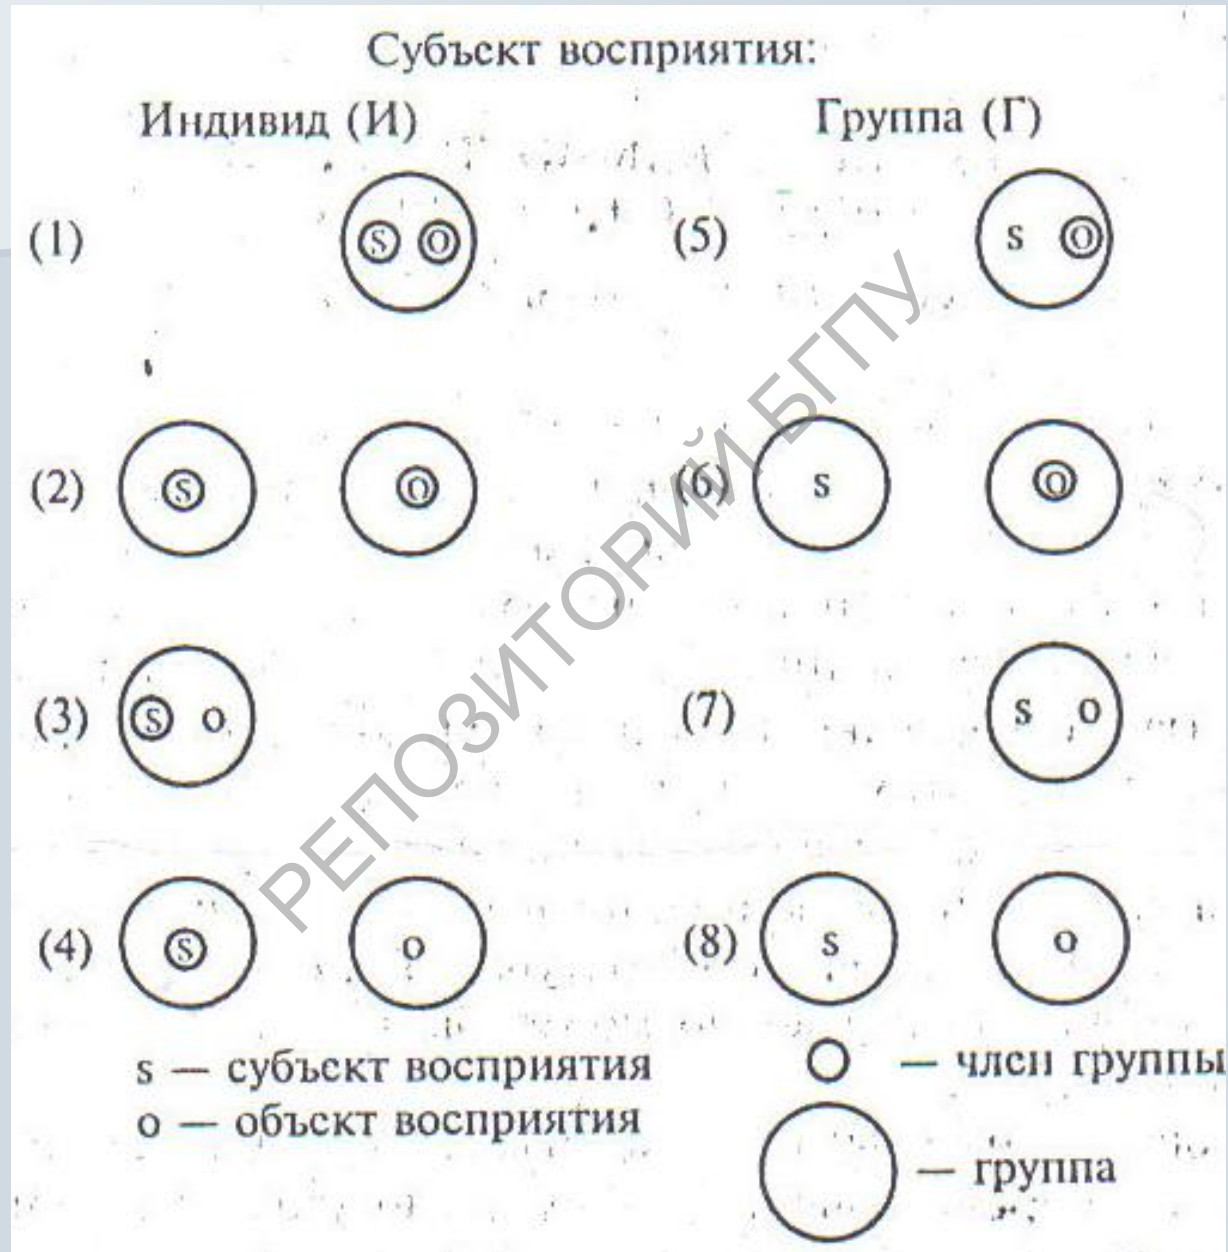 Субъект восприятия:
Индивид (И) Группа (Г)
(1) S O (5) s O
(2) S O (6) s O
(3) S o (7) s o
(4) S o (8) s o
s — субъект восприятия
o — объект восприятия
— член группы
— группа
РЕПОЗИТОРИЙ БГПУ